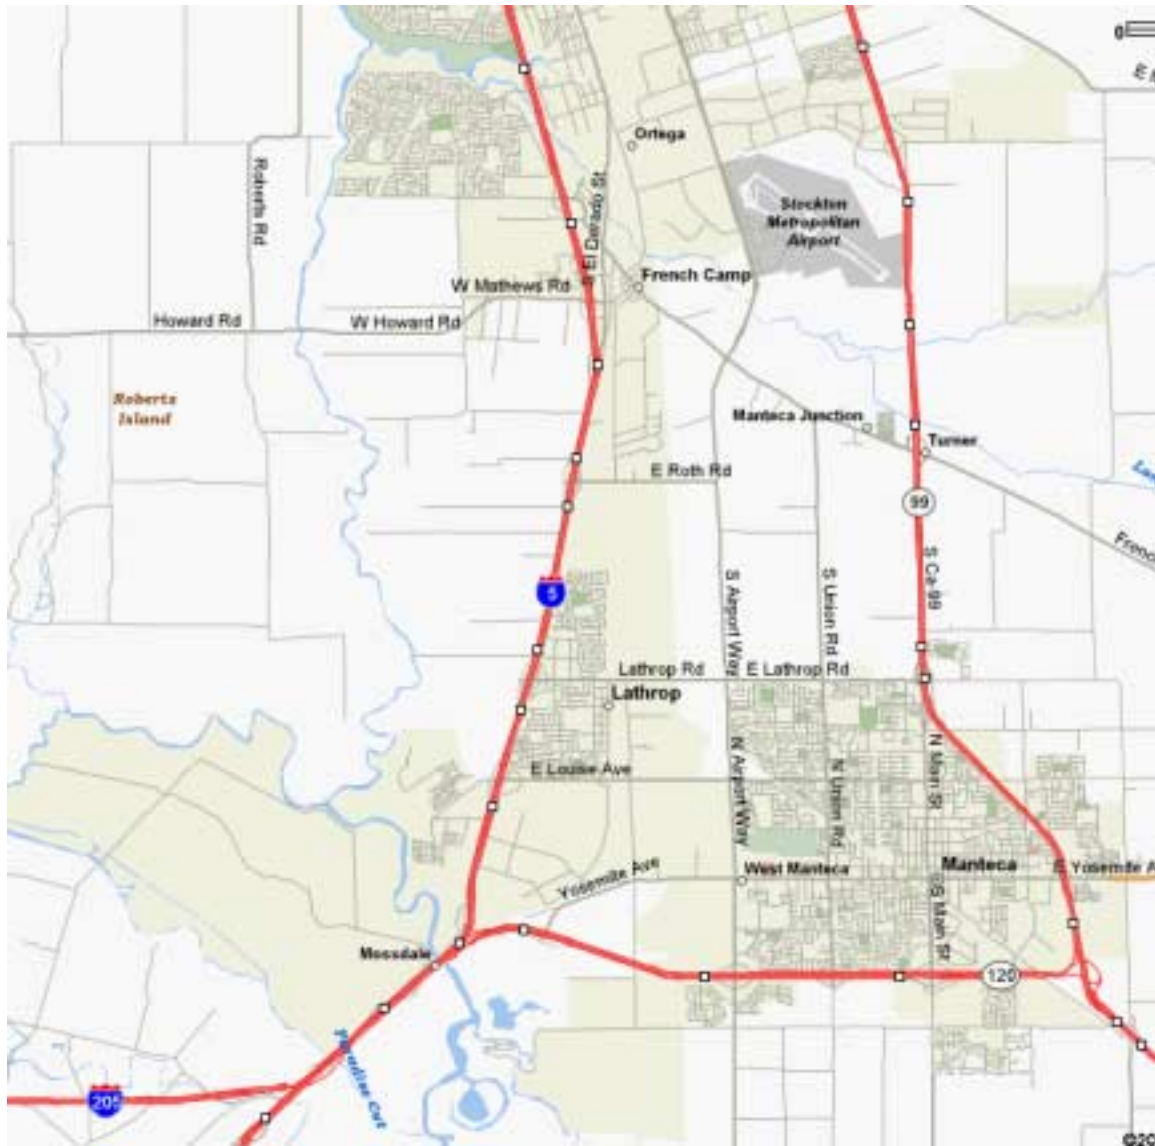 0
E
Ortega
Roberts Rd
S El Dorado St
Stockton
Metropolitan
Airport
French Camp
W Mathews Rd
Howard Rd
W Howard Rd
Roberts
Island
Manteca Junction
Turner
E Roth Rd
99
S Ca-99
5
S Airport Way
S Union Rd
Lathrop Rd
E Lathrop Rd
Lathrop
N Airport Way
N Union Rd
N Main St
E Louise Ave
Yosemite Ave
West Manteca
Manteca
E Yosemite A
S Main St
Mossdale
120
Paradise Cut
205
©20